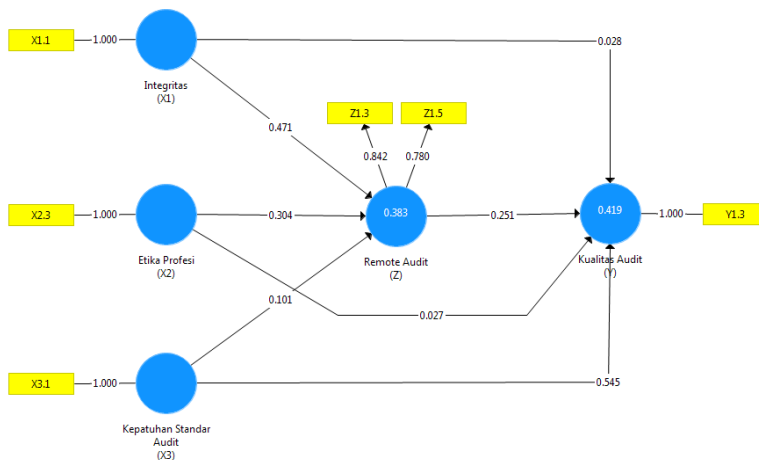 X1.1
1.000
Integritas
(X1)
0.028
Z1.3
Z1.5
0.471
0.842
0.780
X2.3
1.000
Etika Profesi
(X2)
0.304
0.383
Remote Audit
(Z)
0.251
0.419
Kualitas Audit
(Y)
1.000
Y1.3
0.101
0.027
X3.1
1.000
Kepatuhan Standar
Audit
(X3)
0.545